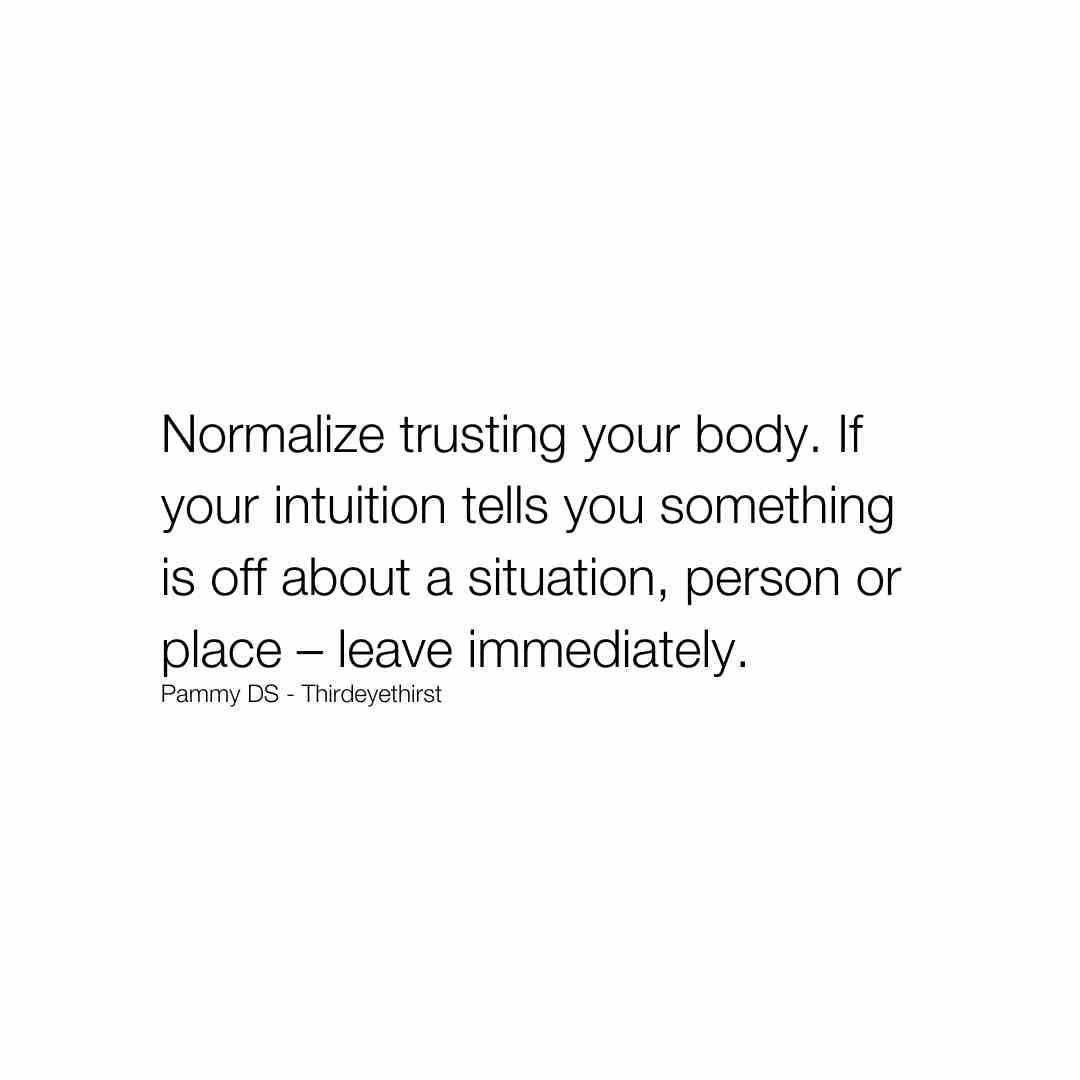 Normalize trusting your body. If
your intuition tells you something
is off about a situation, person or
place – leave immediately.
Pammy DS - Thirdeyethirst